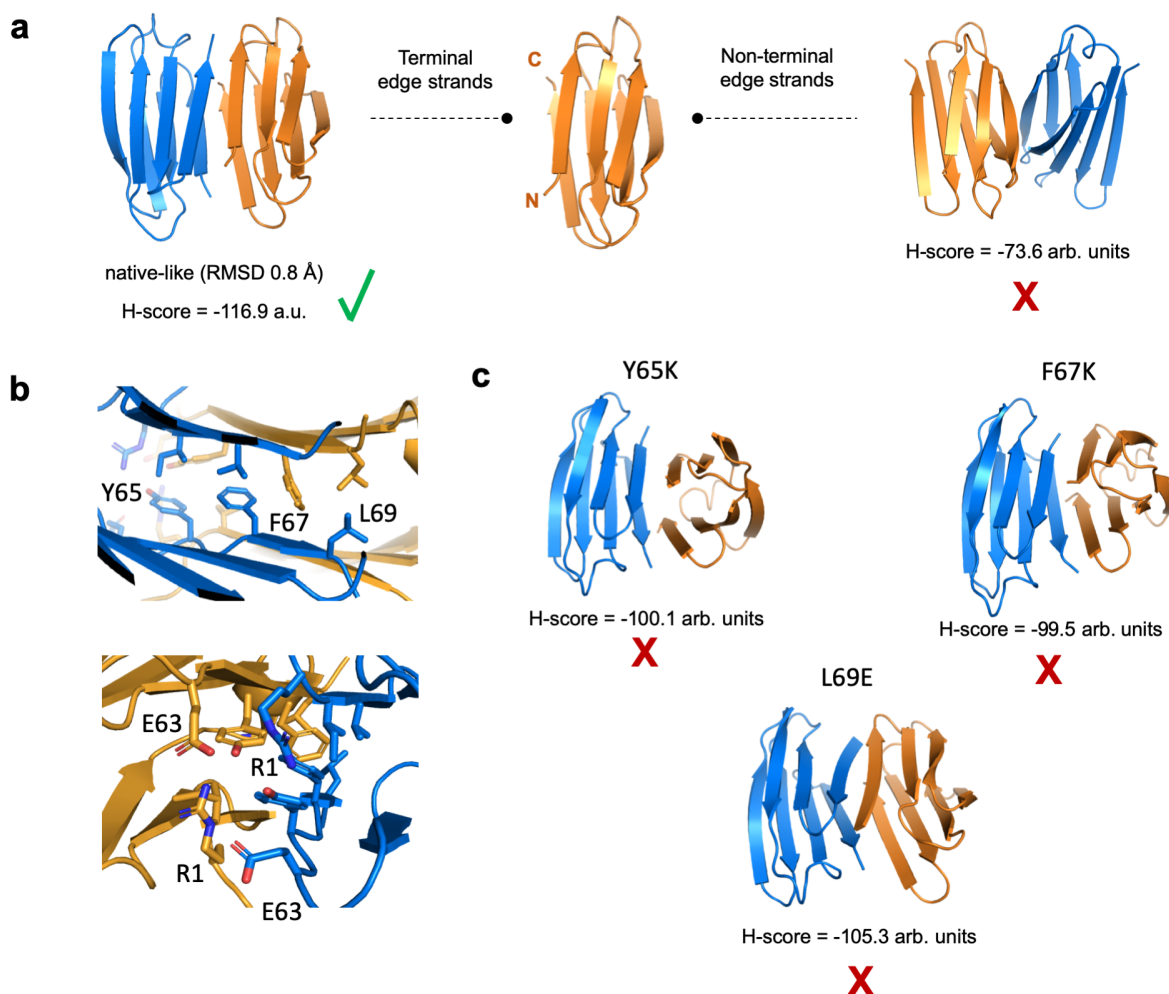 a
Terminal
edge strands
C
N
Non-terminal
edge strands
native-like (RMSD 0.8 Å)
H-score = -116.9 a.u.
H-score = -73.6 arb. units
X
b
Y65
F67
L69
E63
R1
R1
E63
c
Y65K
H-score = -100.1 arb. units
X
F67K
H-score = -99.5 arb. units
X
L69E
H-score = -105.3 arb. units
X